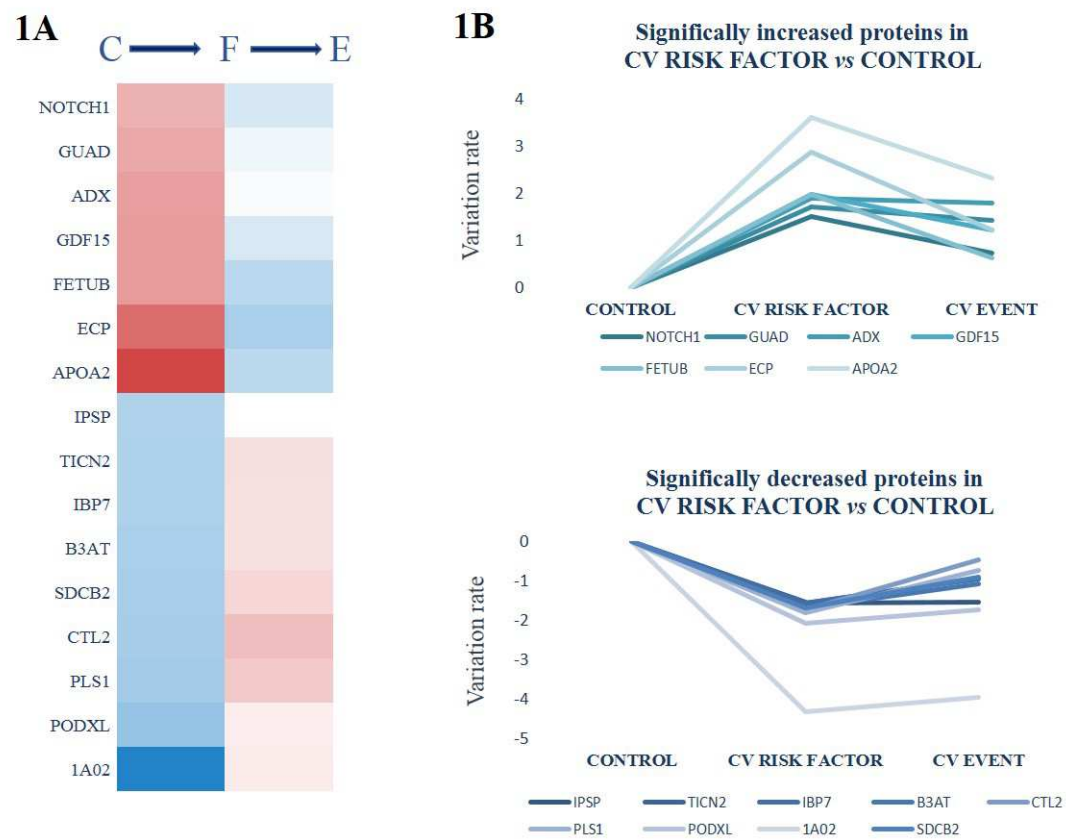 1A
C F E
NOTCH1
GUAD
ADX
GDF15
FETUB
ECP
APOA2
IPSP
TICN2
IBP7
B3AT
SDCB2
CTL2
PLS1
PODXL
1A02
1B
Significantly increased proteins in
CV RISK FACTOR vs CONTROL
Variation rate
4
3
2
1
0
CONTROL CV RISK FACTOR CV EVENT
NOTCH1 GUAD ADX GDF15
FETUB ECP APOA2
Significantly decreased proteins in
CV RISK FACTOR vs CONTROL
Variation rate
0
-1
-2
-3
-4
-5
CONTROL CV RISK FACTOR CV EVENT
IPSP TICN2 IBP7 B3AT CTL2
PLS1 PODXL 1A02 SDCB2